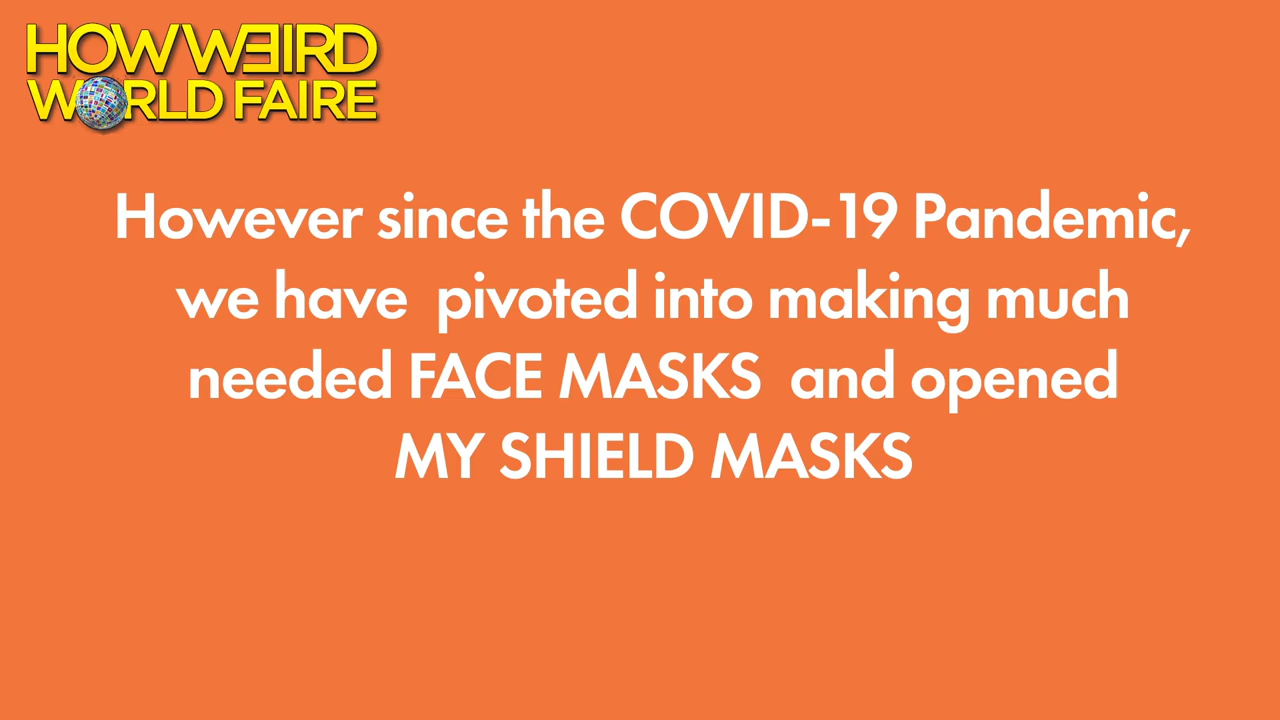 HOW WEIRD
WORLD FAIRE
However since the COVID-19 Pandemic,
we have pivoted into making much
needed FACE MASKS and opened
MY SHIELD MASKS